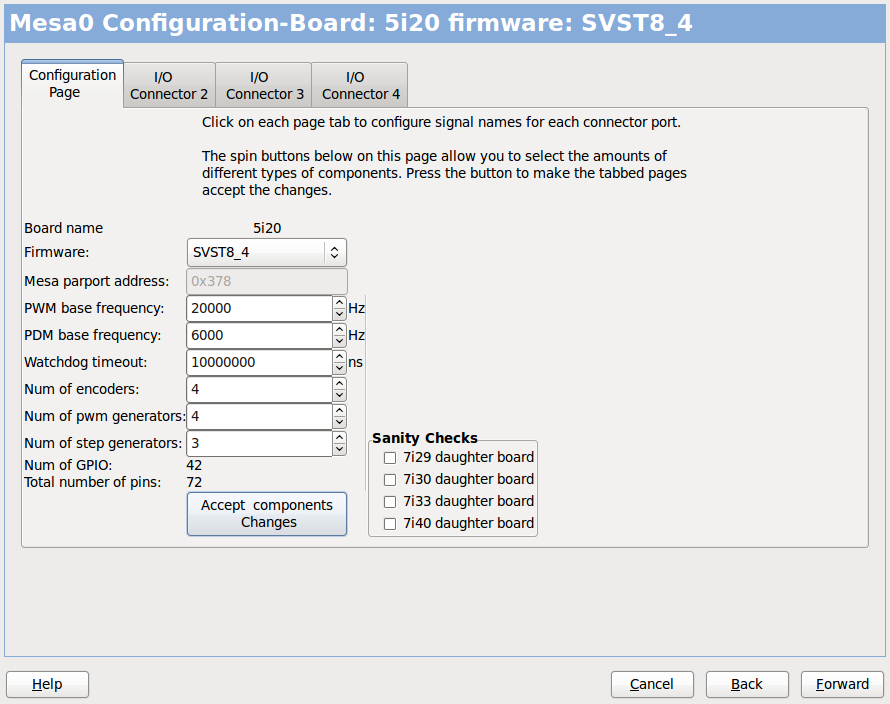 Mesa0 Configuration-Board: 5i20 firmware: SVST8_4
Configuration
Page
I/O
Connector 2
I/O
Connector 3
I/O
Connector 4
Click on each page tab to configure signal names for each connector port.
The spin buttons below on this page allow you to select the amounts of
different types of components. Press the button to make the tabbed pages
accept the changes.
Board name 5i20
Firmware: SVST8_4
Mesa parport address: 0x378
PWM base frequency: 20000 Hz
PDM base frequency: 6000 Hz
Watchdog timeout: 10000000 ns
Num of encoders: 4
Num of pwm generators: 4
Num of step generators: 3
Num of GPIO: 42
Total number of pins: 72
Accept components
Changes
Sanity Checks
7i29 daughter board
7i30 daughter board
7i33 daughter board
7i40 daughter board
Help
Cancel
Back
Forward